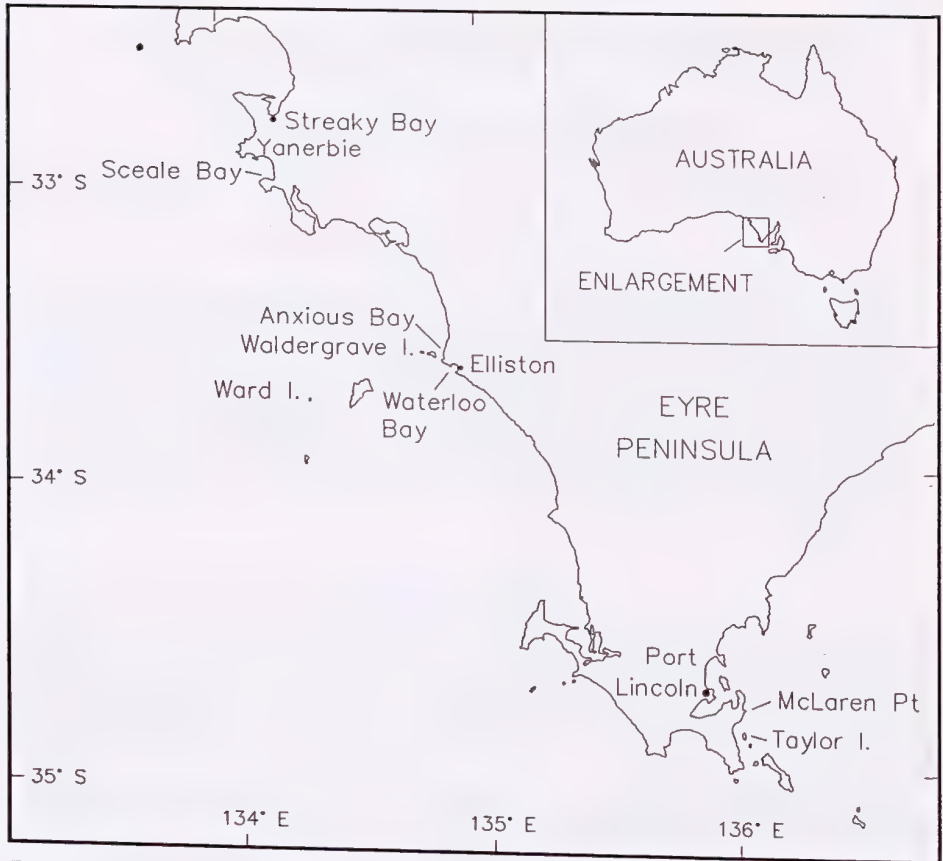 Streaky Bay
Yanerbie
Sceale Bay
33° S
AUSTRALIA
ENLARGEMENT
Anxious Bay
Waldergrave I.
Elliston
Ward I.
Waterloo
Bay
EYRE
PENINSULA
34° S
Port
Lincoln
McLaren Pt
Taylor I.
35° S
134° E
135° E
136° E